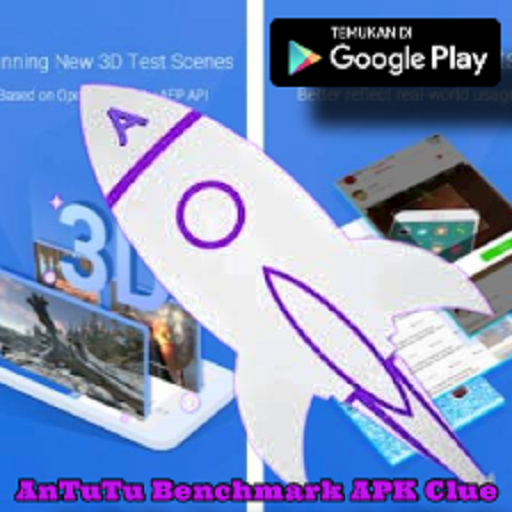 TEMUKAN DI
Google Play
nning New 3D Test Scenes
Based on
API
Better reflect real-world usag
A
3D
AnTuTu Benchmark APK Clue